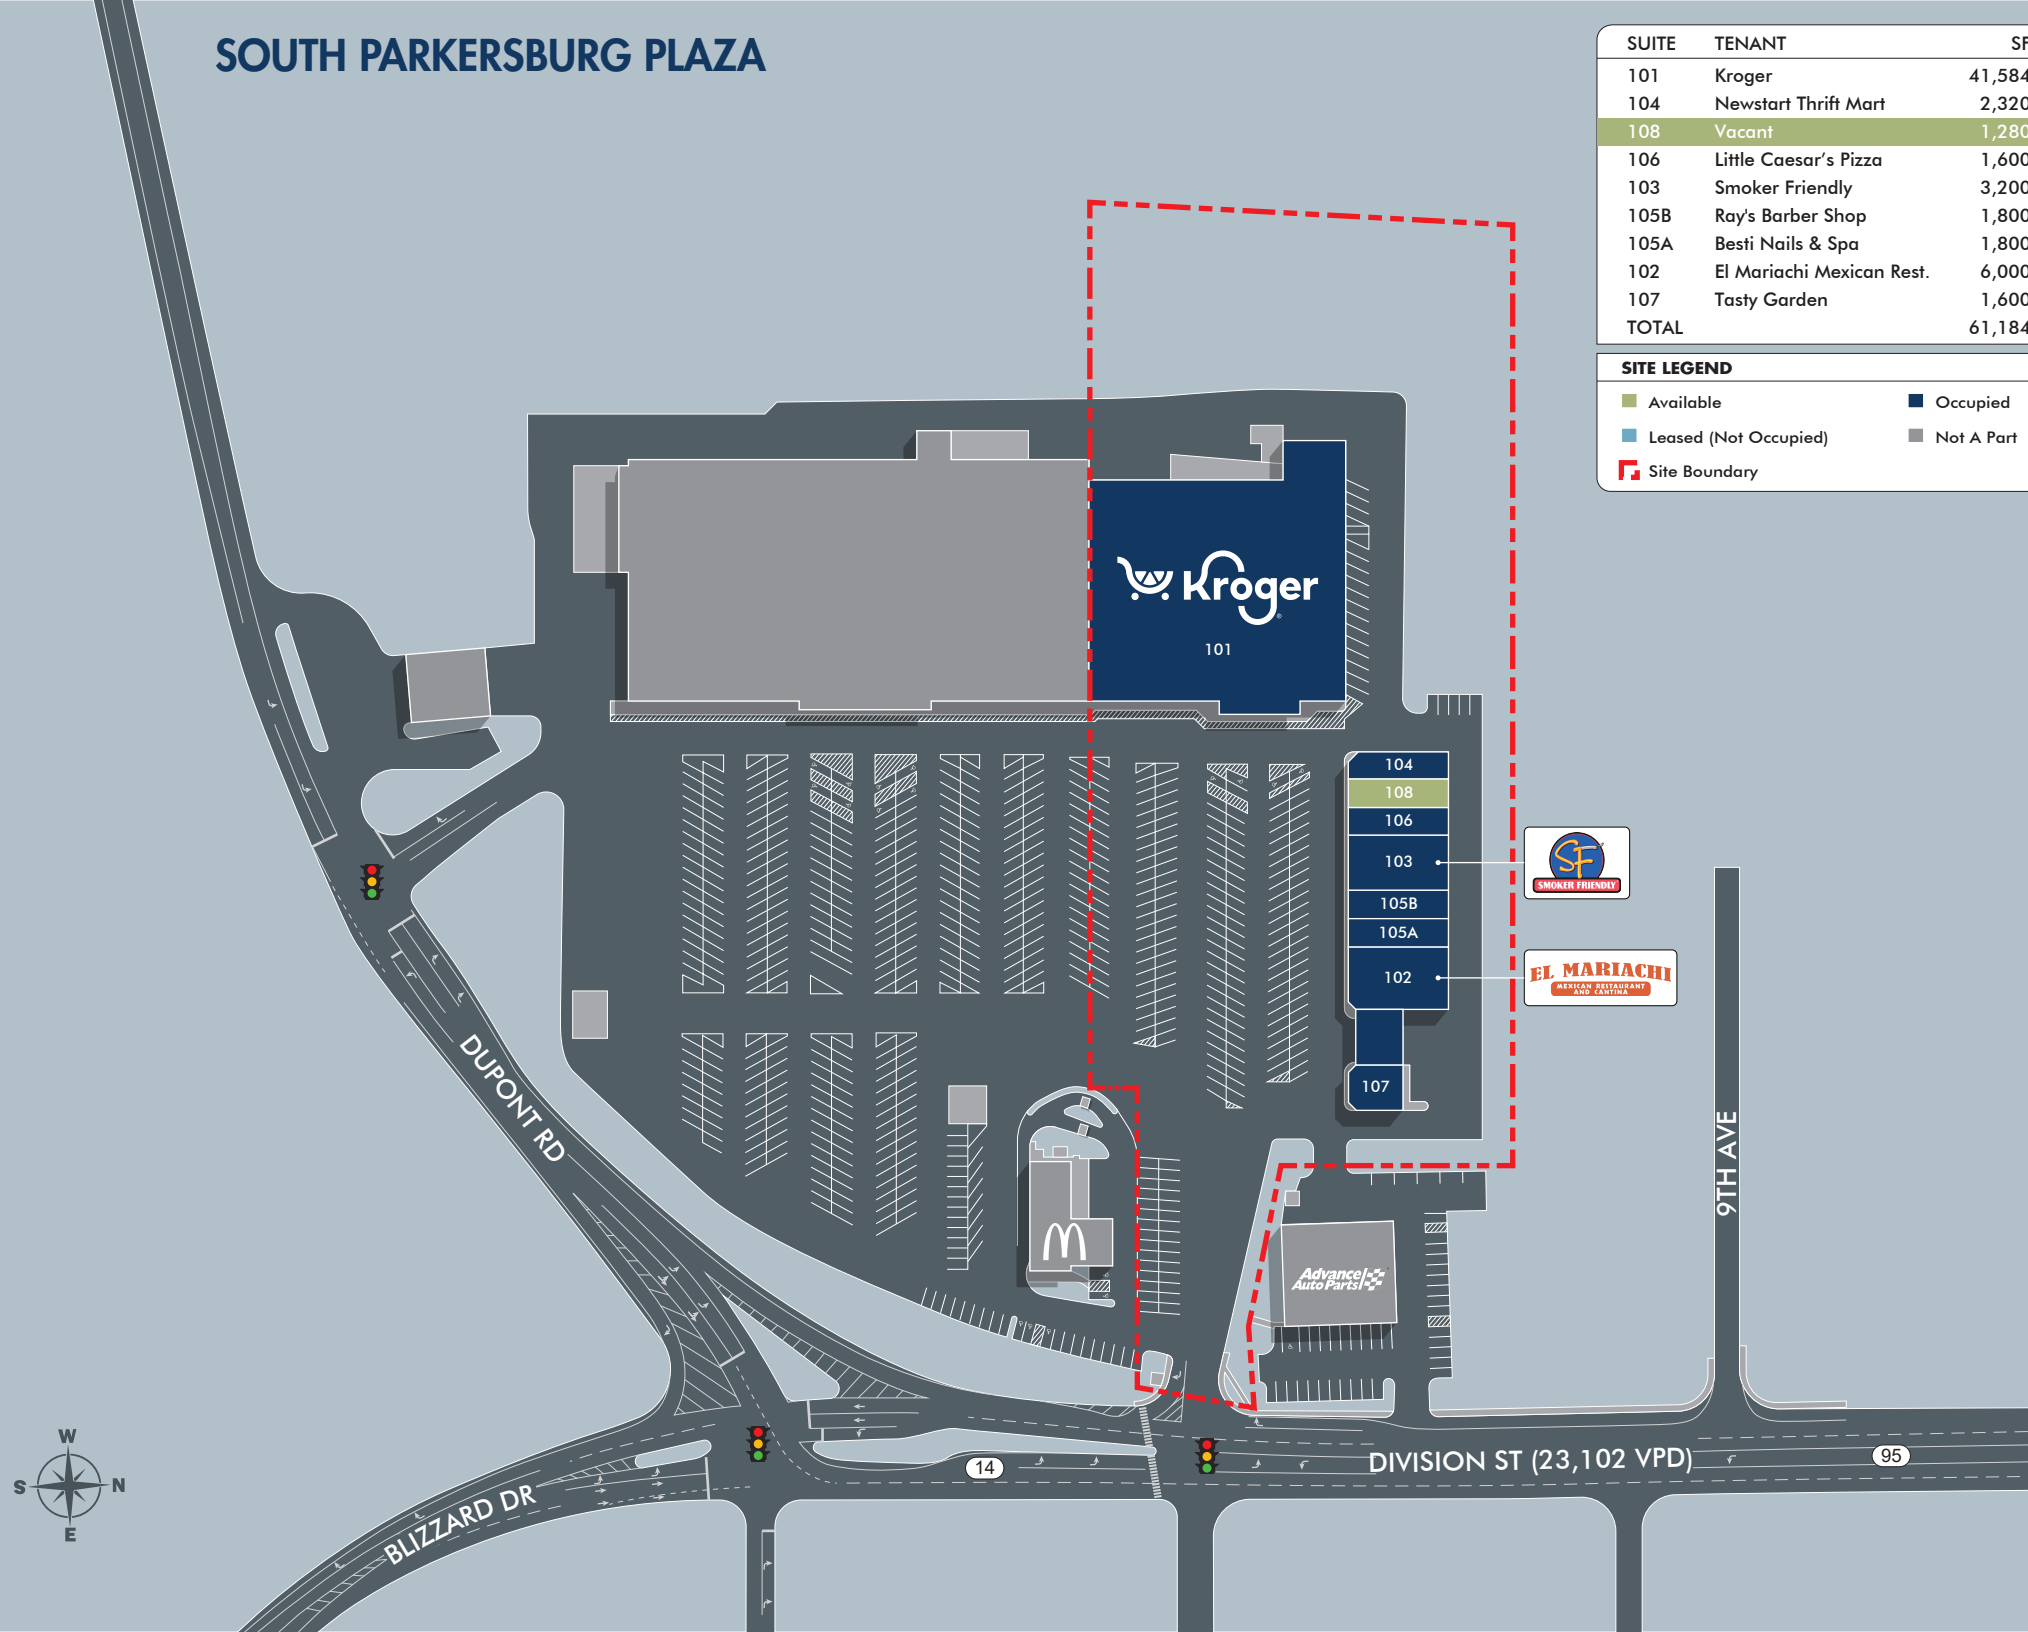 SOUTH PARKERSBURG PLAZA
SUITE TENANT SF
101 Kroger 41,584
104 Newstart Thrift Mart 2,320
108 Vacant 1,280
106 Little Caesar's Pizza 1,600
103 Smoker Friendly 3,200
105B Ray's Barber Shop 1,800
105A Besti Nails & Spa 1,800
102 El Mariachi Mexican Rest. 6,000
107 Tasty Garden 1,600
TOTAL 61,184
SITE LEGEND
Available Occupied
Leased (Not Occupied) Not A Part
Site Boundary
Kroger
101
104
108
106
103
105B
105A
102
107
SF
SMOKER FRIENDLY
EL MARIACHI
MEXICAN RESTAURANT
AND CANTINA
Advance
Auto Parts
DUPONT RD
9TH AVE
DIVISION ST (23,102 VPD)
95
14
BLIZZARD DR
W
S N
E